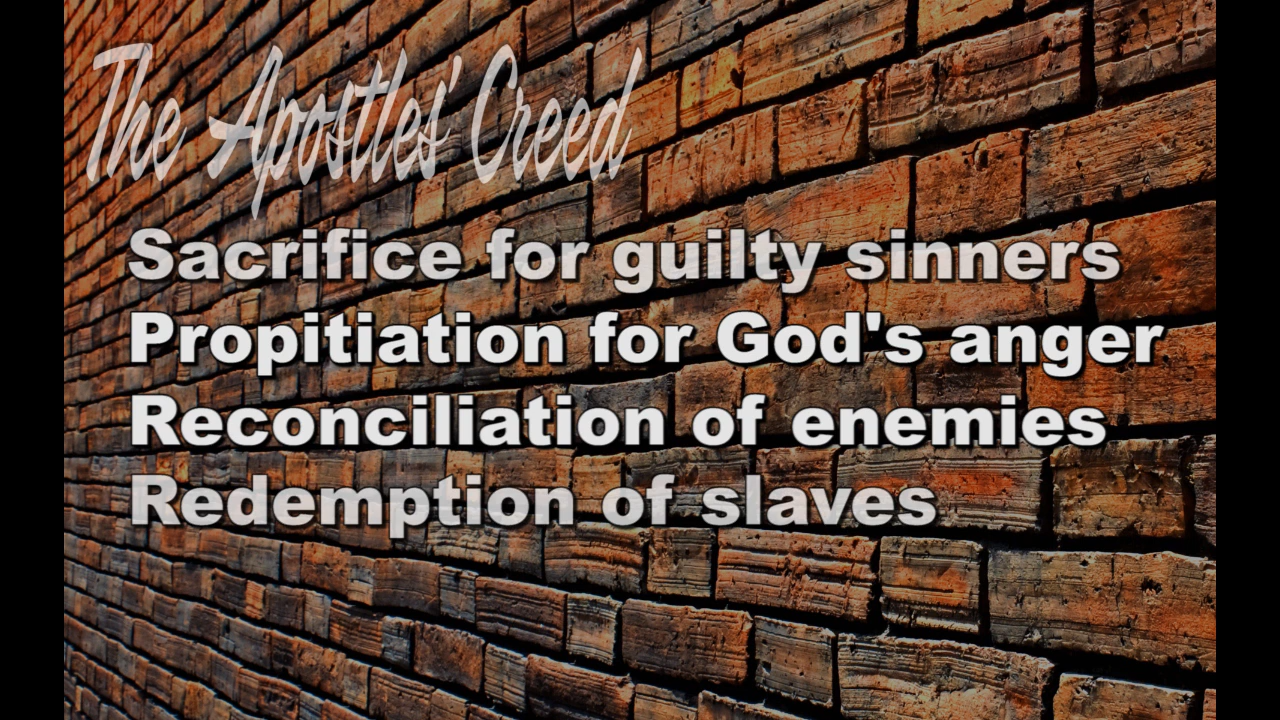 The Apostles' Creed
Sacrifice for guilty sinners
Propitiation for God's anger
Reconciliation of enemies
Redemption of slaves